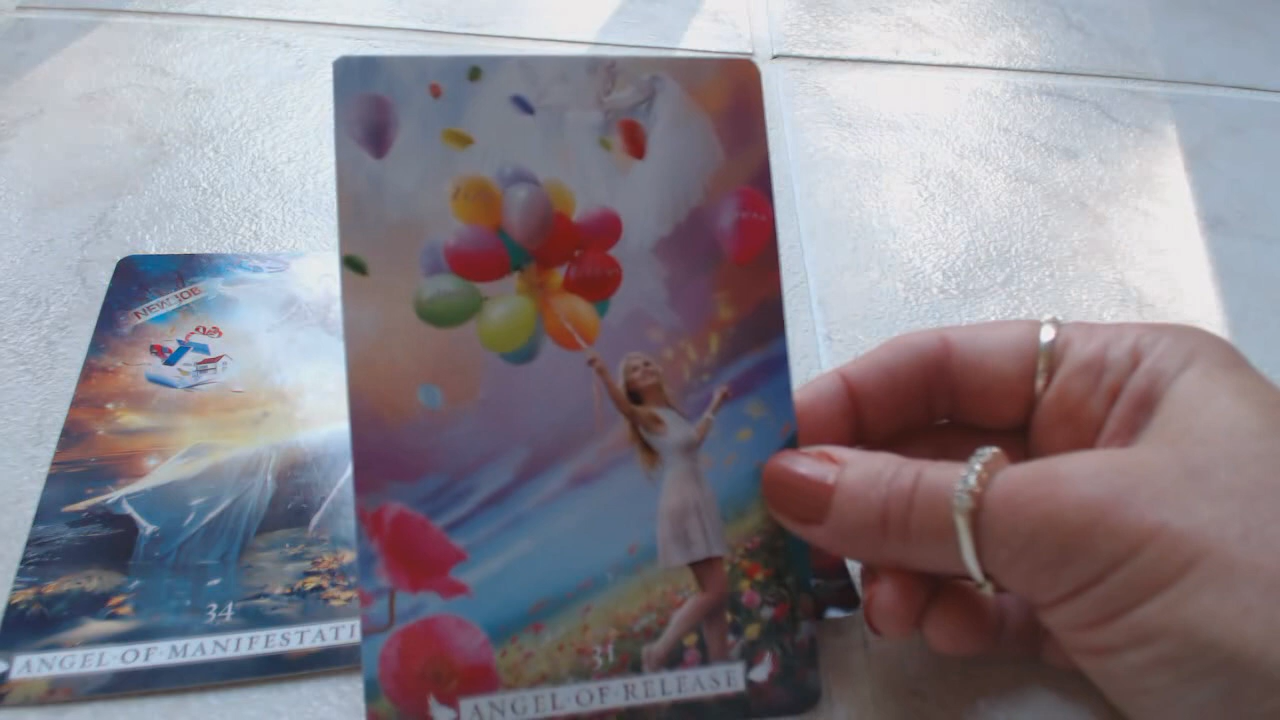 NEW JOB
34
ANGEL·OF·MANIFESTATI
31
ANGEL·OF·RELEASE